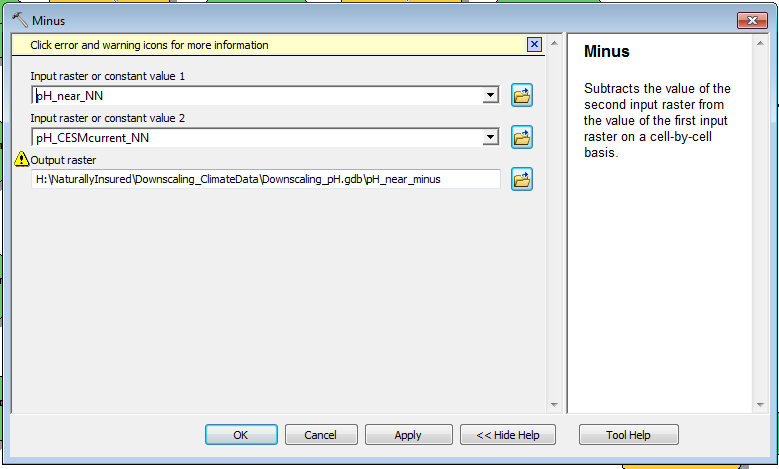 Minus
Click error and warning icons for more information
Input raster or constant value 1
pH_near_NN
Input raster or constant value 2
pH_CESMcurrent_NN
Output raster
H:\NaturallyInsured\Downscaling_ClimateData\Downscaling_pH.gdb\pH_near_minus
OK
Cancel
Apply
<< Hide Help
Minus
Subtracts the value of the
second input raster from
the value of the first input
raster on a cell-by-cell
basis.
Tool Help